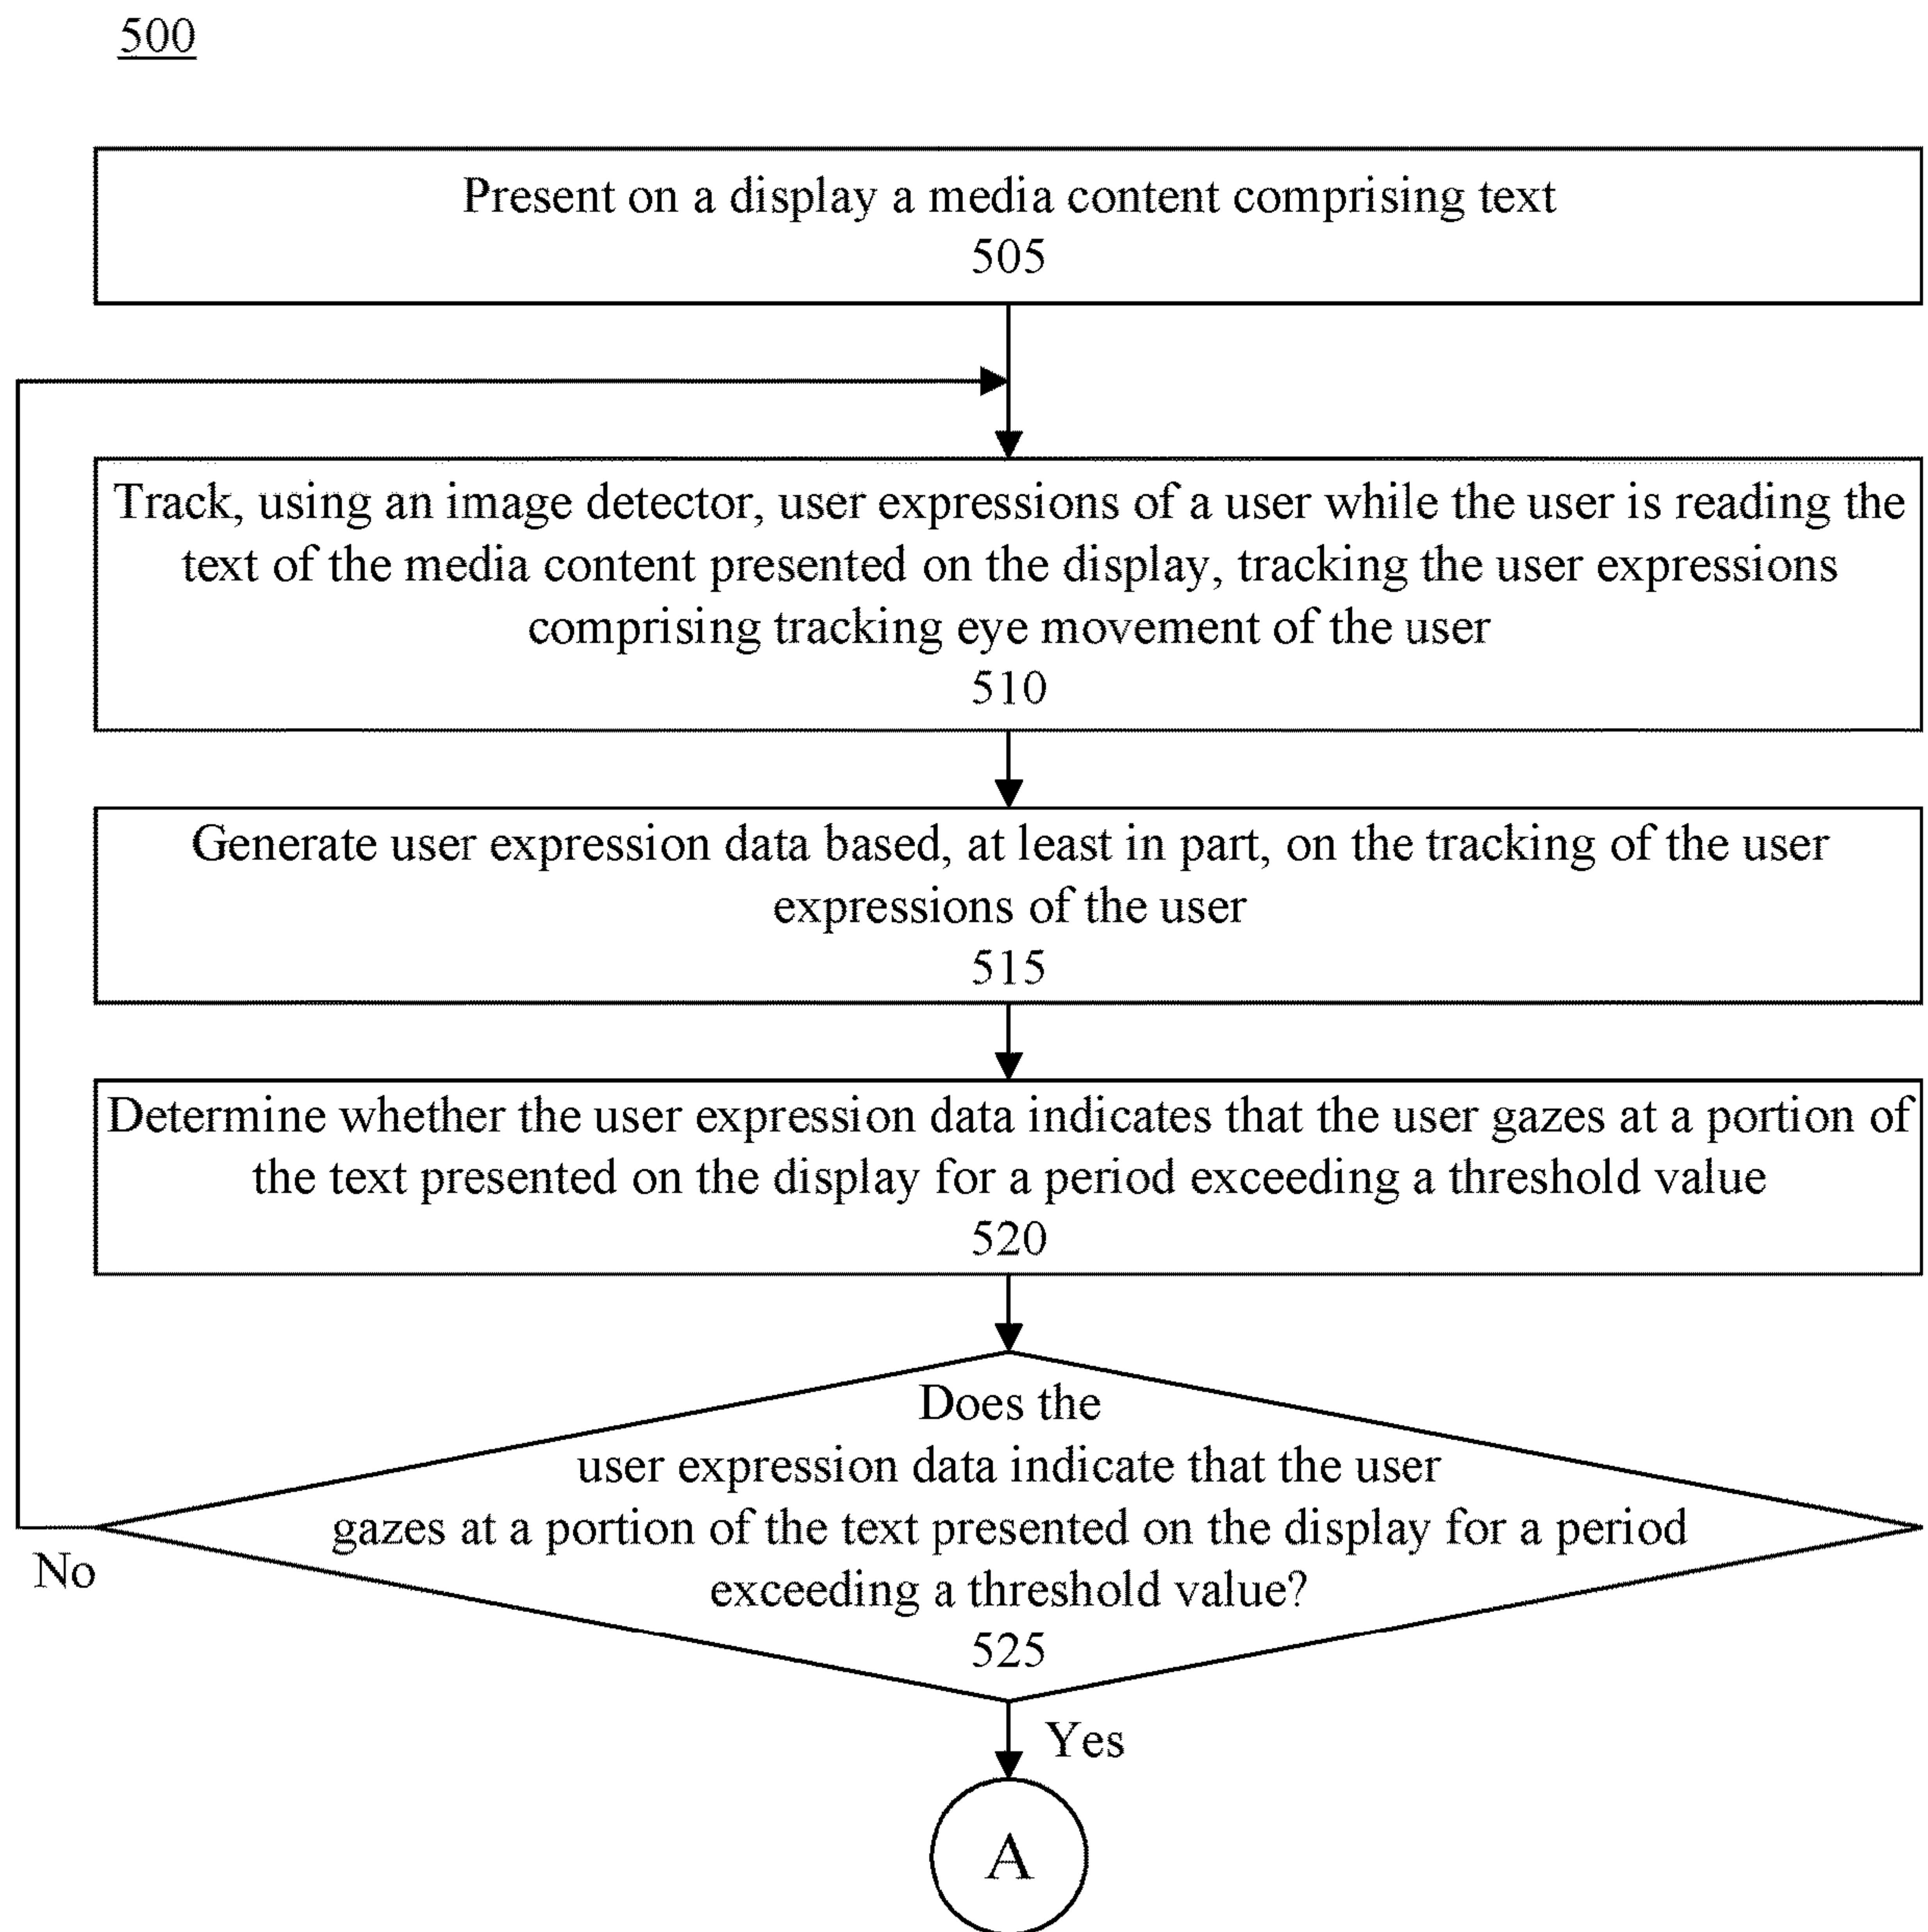 500
Present on a display a media content comprising text
505
Track, using an image detector, user expressions of a user while the user is reading the
text of the media content presented on the display, tracking the user expressions
comprising tracking eye movement of the user
510
Generate user expression data based, at least in part, on the tracking of the user
expressions of the user
515
Determine whether the user expression data indicates that the user gazes at a portion of
the text presented on the display for a period exceeding a threshold value
520
Does the
user expression data indicate that the user
gazes at a portion of the text presented on the display for a period
exceeding a threshold value?
525
No
Yes
A